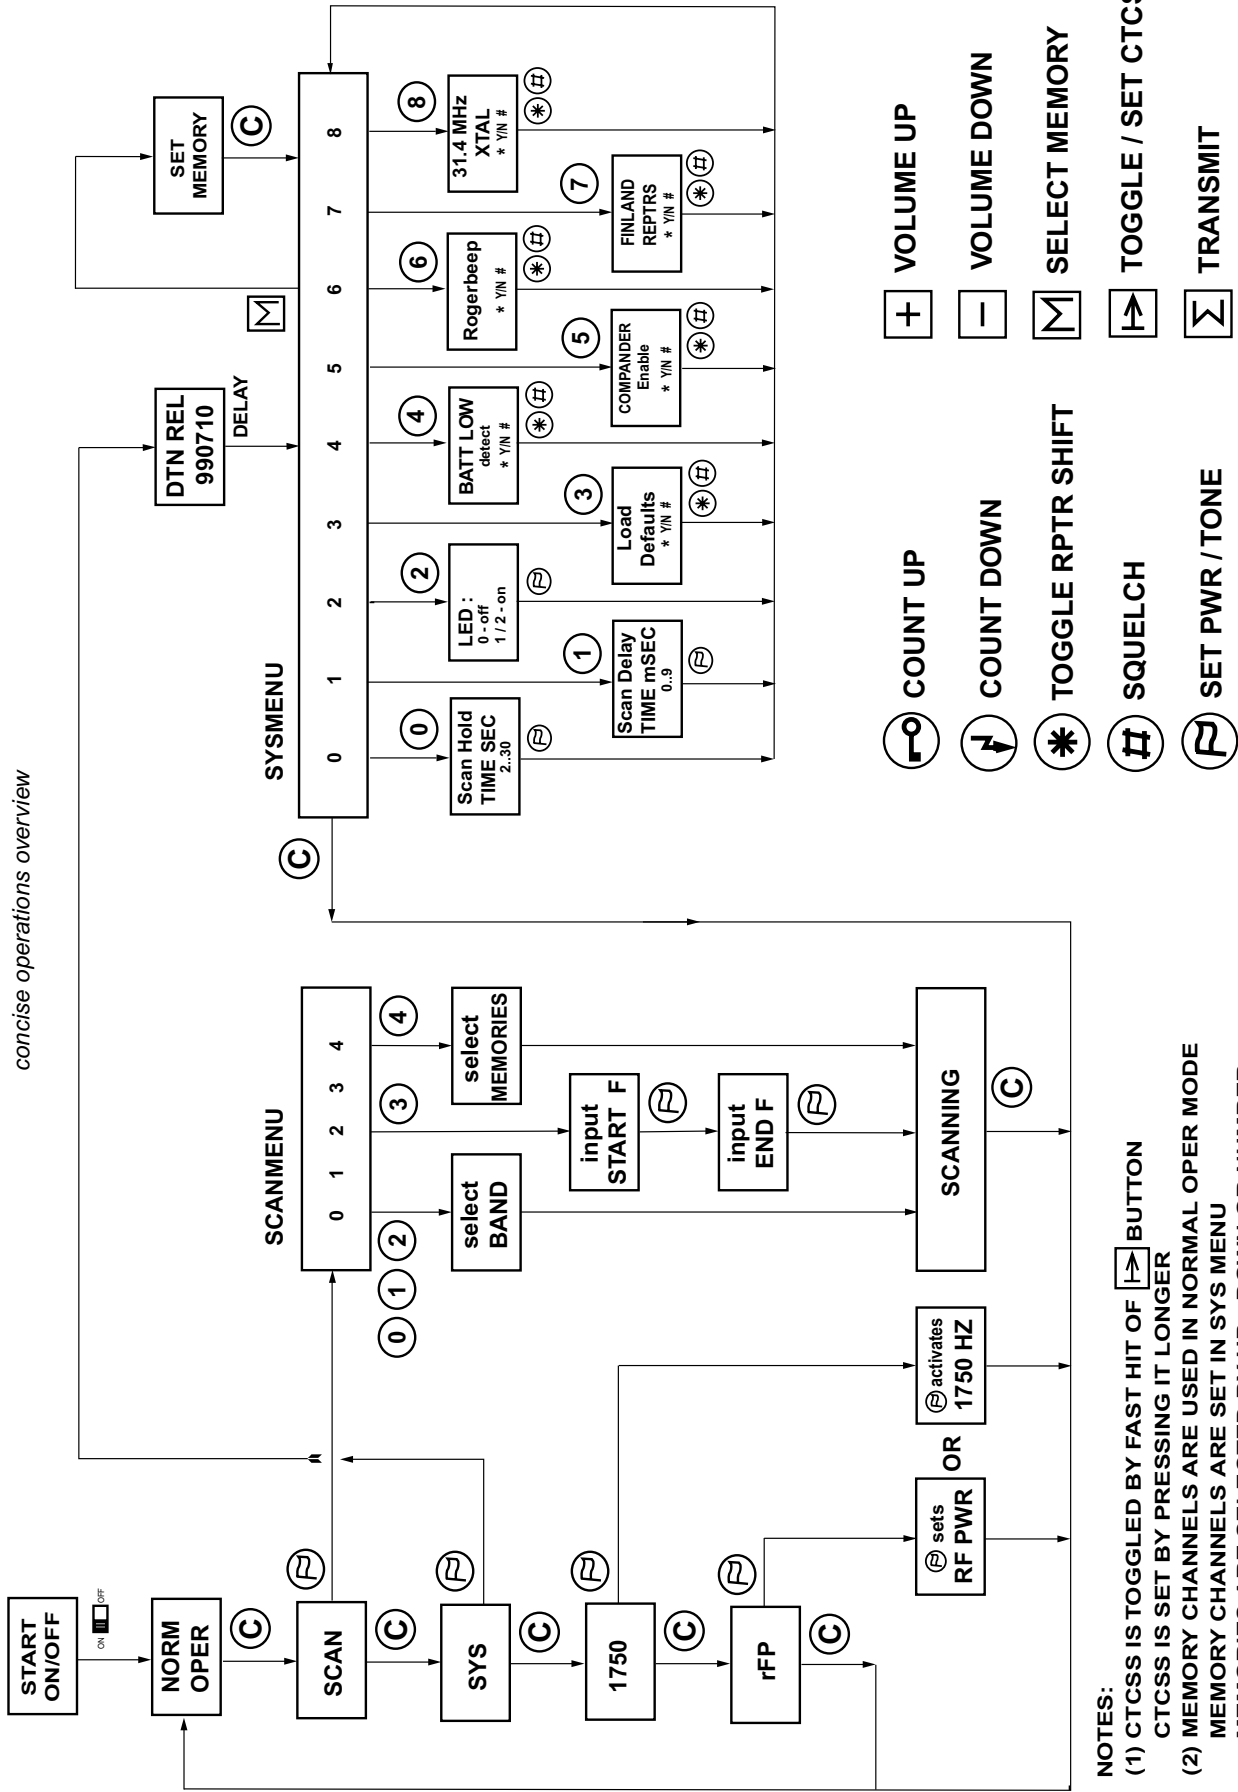 concise operations overview
START
ON/OFF
ON OFF
NORM
OPER
C
SCAN
C
SYS
C
1750
C
rFP
C
SCANMENU
0 1 2 3 4
0 1 2
3
4
select
BAND
input
START F
input
END F
select
MEMORIES
SCANNING
C
sets
RF PWR
OR
activates
1750 HZ
C
SYSMENU
0 1 2 3 4 5 6 7 8
DTN REL
990710
DELAY
M
SET
MEMORY
C
0
Scan Hold
TIME SEC
2..30
1
Scan Delay
TIME mSEC
0..9
2
LED :
0 - off
1 / 2 - on
3
Load
Defaults
* Y/N #
* #
4
BATT LOW
detect
* Y/N #
* #
5
COMPANDER
Enable
* Y/N #
* #
6
Rogerbeep
* Y/N #
* #
7
FINLAND
REPTRS
* Y/N #
* #
8
31.4 MHz
XTAL
* Y/N #
* #
COUNT UP
COUNT DOWN
* TOGGLE RPTR SHIFT
# SQUELCH
SET PWR / TONE
+ VOLUME UP
− VOLUME DOWN
M SELECT MEMORY
TOGGLE / SET CTCS
Σ TRANSMIT
NOTES:
(1) CTCSS IS TOGGLED BY FAST HIT OF BUTTON
CTCSS IS SET BY PRESSING IT LONGER
(2) MEMORY CHANNELS ARE USED IN NORMAL OPER MODE
MEMORY CHANNELS ARE SET IN SYS MENU